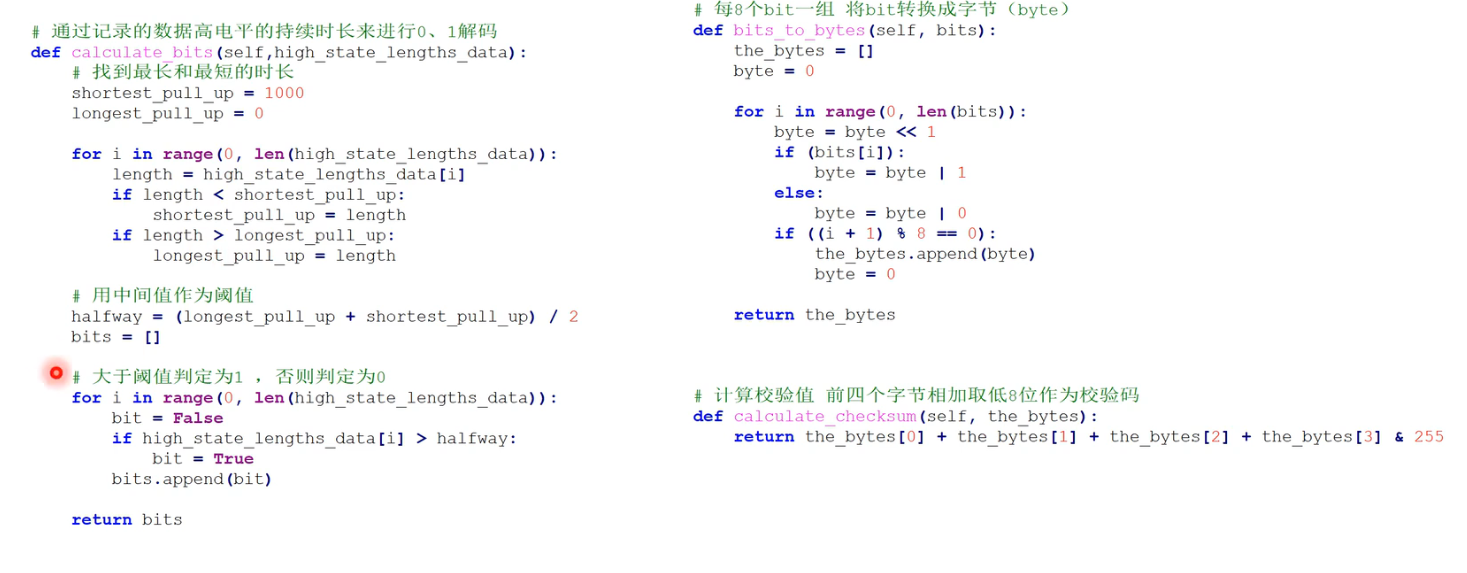 # 通过记录的数据高电平的持续时长来进行0、1解码
def calculate_bits(self,high_state_lengths_data):
    # 找到最长和最短的时长
    shortest_pull_up = 1000
    longest_pull_up = 0

    for i in range(0, len(high_state_lengths_data)):
        length = high_state_lengths_data[i]
        if length < shortest_pull_up:
            shortest_pull_up = length
        if length > longest_pull_up:
            longest_pull_up = length

    # 用中间值作为阈值
    halfway = (longest_pull_up + shortest_pull_up) / 2
    bits = []

    # 大于阈值判定为1 ，否则判定为0
    for i in range(0, len(high_state_lengths_data)):
        bit = False
        if high_state_lengths_data[i] > halfway:
            bit = True
        bits.append(bit)

    return bits

# 每8个bit一组 将bit转换成字节（byte）
def bits_to_bytes(self, bits):
    the_bytes = []
    byte = 0

    for i in range(0, len(bits)):
        byte = byte << 1
        if (bits[i]):
            byte = byte | 1
        else:
            byte = byte | 0
        if ((i + 1) % 8 == 0):
            the_bytes.append(byte)
            byte = 0

    return the_bytes

# 计算校验值 前四个字节相加取低8位作为校验码
def calculate_checksum(self, the_bytes):
    return the_bytes[0] + the_bytes[1] + the_bytes[2] + the_bytes[3] & 255